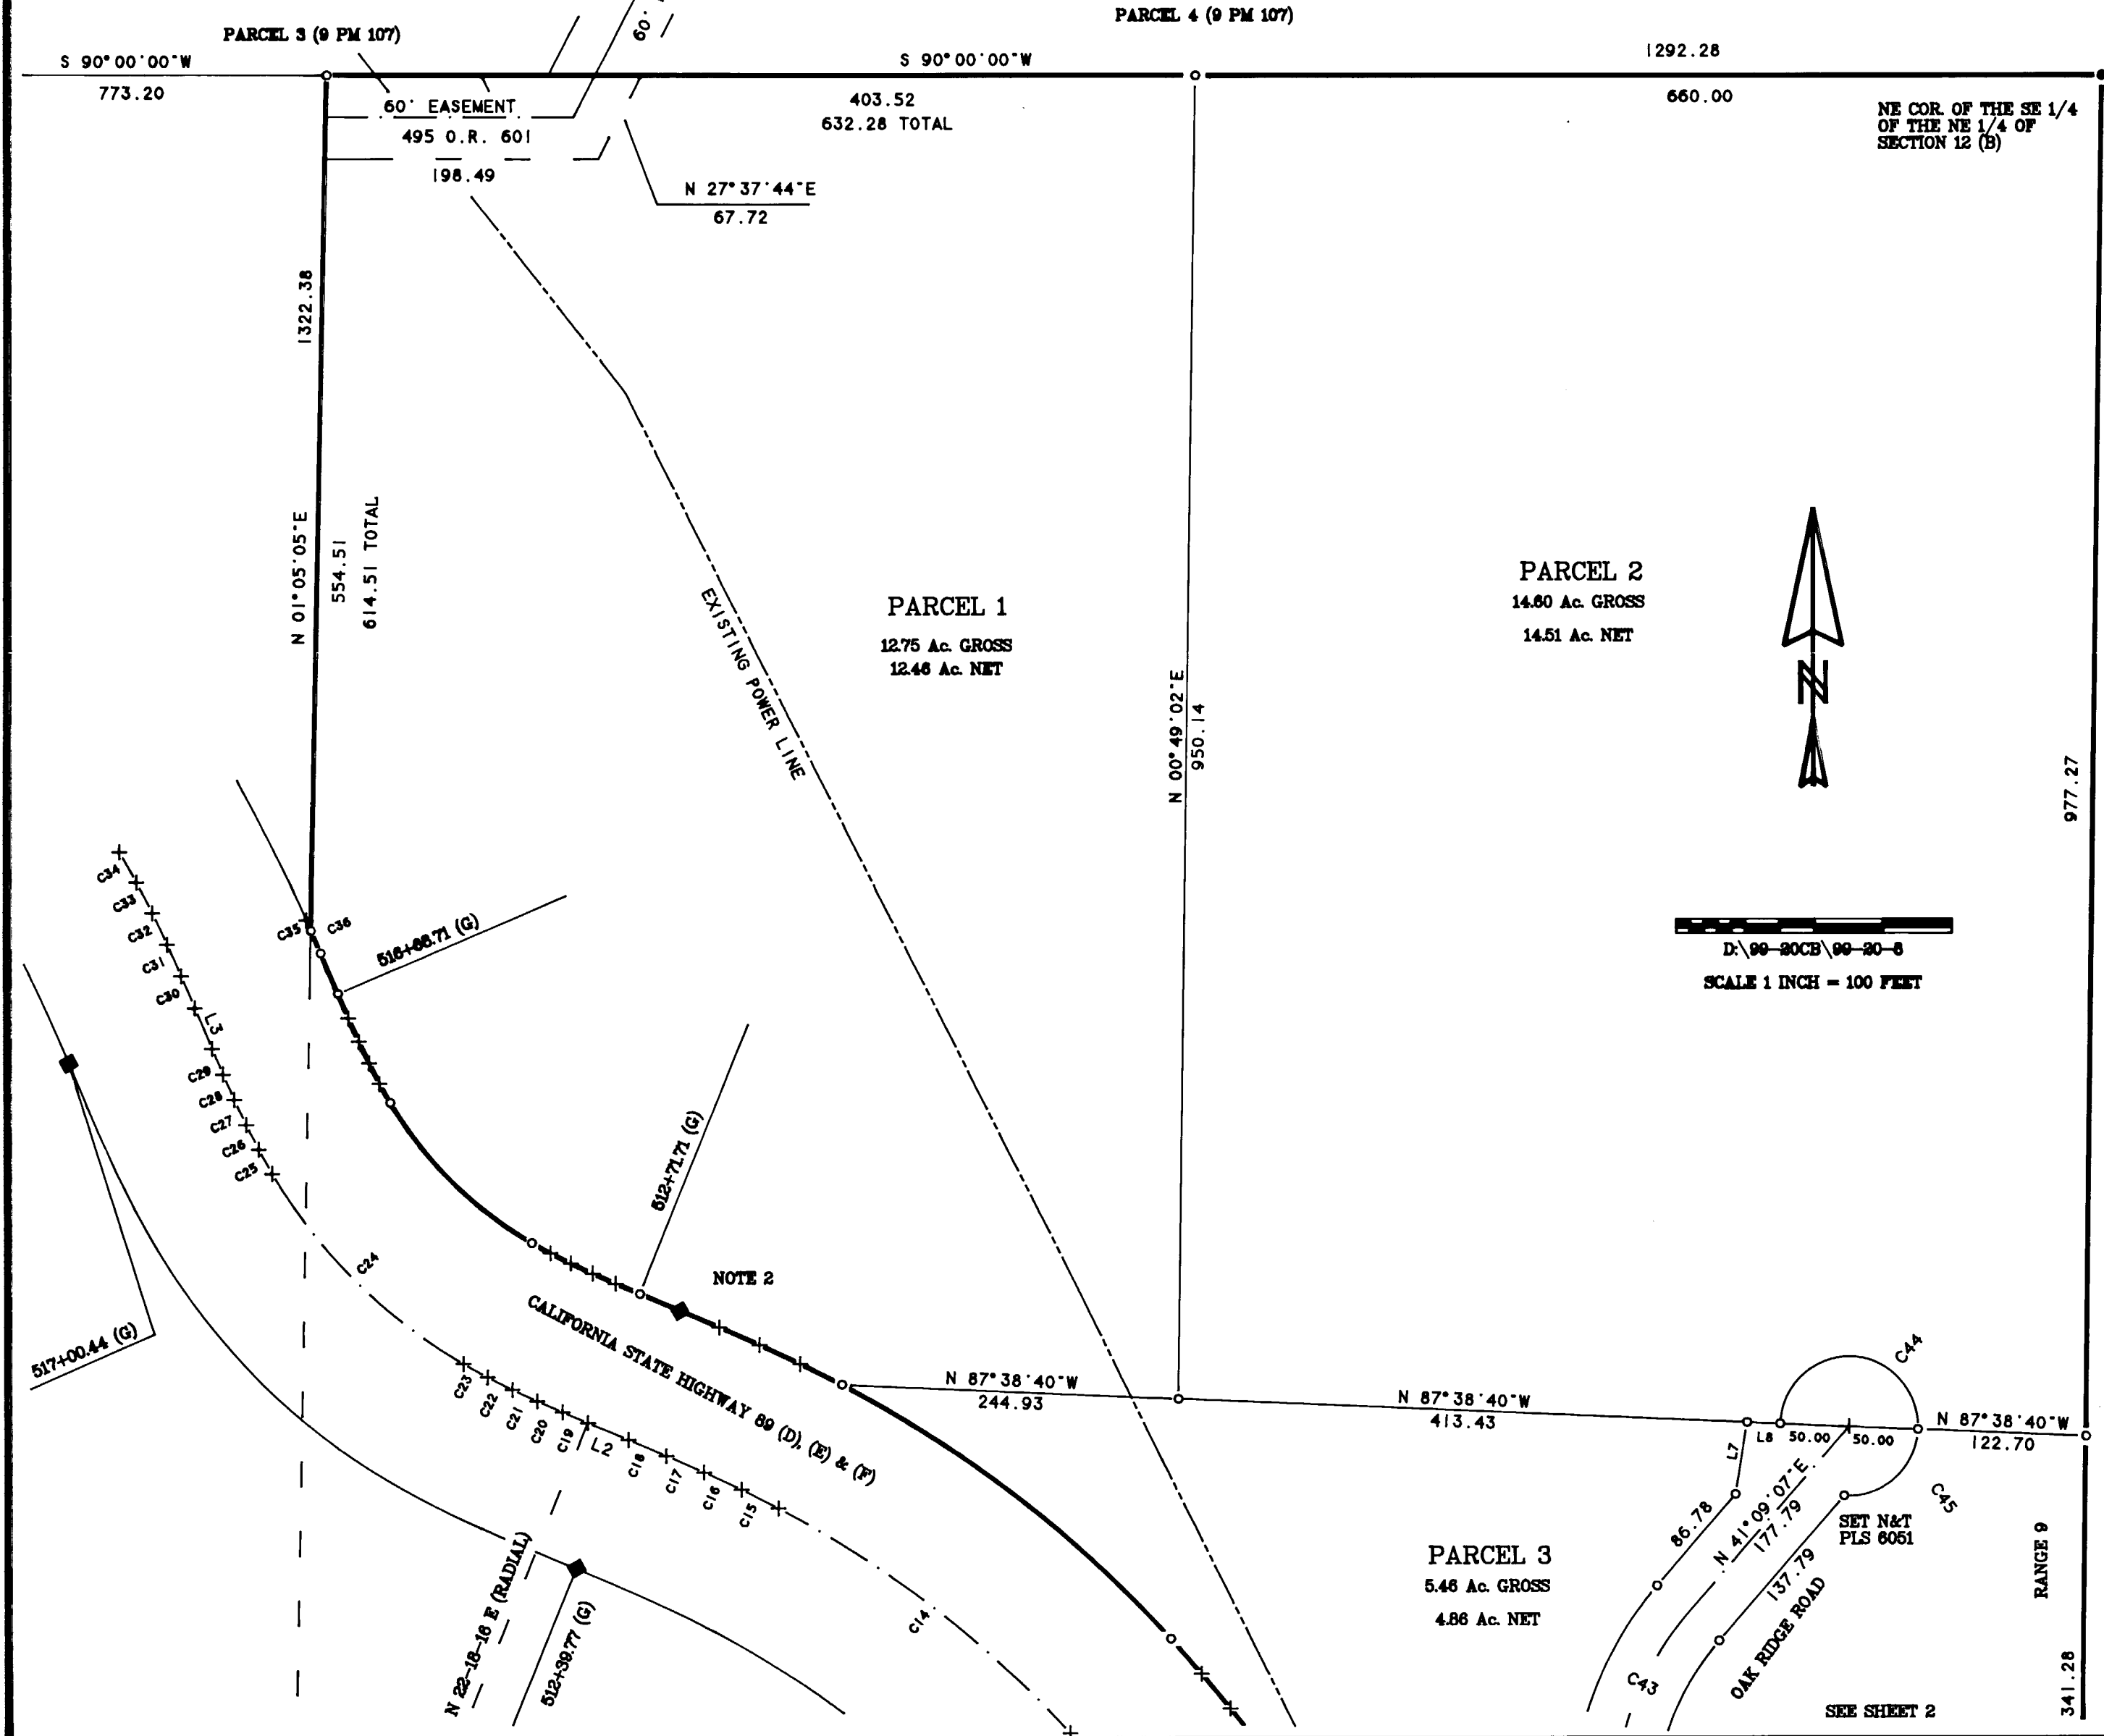 PARCEL 3 (9 PM 107)
60'
PARCEL 4 (9 PM 107)
S 90°00'00"W
773.20
S 90°00'00"W
1292.28
60' EASEMENT
495 O.R. 601
198.49
403.52
632.28 TOTAL
660.00
NE COR. OF THE SE 1/4
OF THE NE 1/4 OF
SECTION 12 (B)
N 27°37'44"E
67.72
1322.38
N 01°05'05"E
554.51
614.51 TOTAL
EXISTING POWER LINE
PARCEL 1
12.75 Ac. GROSS
12.46 Ac. NET
N 00°49'02"E
950.14
PARCEL 2
14.60 Ac. GROSS
14.51 Ac. NET
N
977.27
D:\99-20CB\99-20-6
SCALE 1 INCH = 100 FEET
C34
C33
C32
C31
C30
L3
C29
C28
C27
C26
C25
C35
C36
516+66.71 (G)
512+71.71 (G)
NOTE 2
C24
517+00.44 (G)
CALIFORNIA STATE HIGHWAY 89 (D), (E) & (F)
C23
C22
C21
C20
C19
L2
C18
C17
C16
C15
C14
N 22-18-16 E (RADIAL)
512+39.77 (G)
N 87°38'40"W
244.93
N 87°38'40"W
413.43
L7
L8
50.00
50.00
C44
N 87°38'40"W
122.70
C45
86.78
N 41°09'07"E
177.79
137.79
SET N&T
PLS 6051
OAK RIDGE ROAD
C43
PARCEL 3
5.46 Ac. GROSS
4.86 Ac. NET
RANGE 9
341.28
SEE SHEET 2